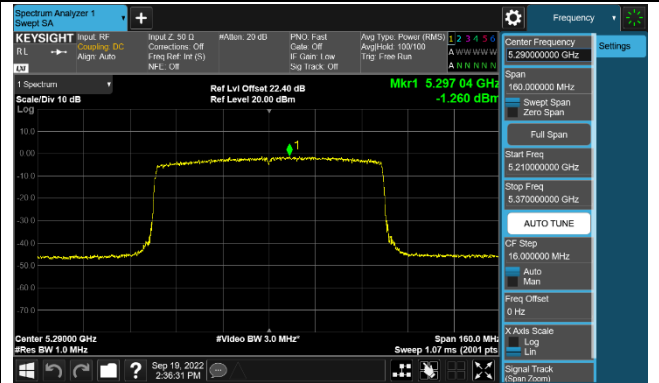 Spectrum Analyzer 1
Swept SA
Frequency
KEYSIGHT
RL
LXI
Input: RF
Coupling: DC
Align: Auto
Input Z: 50 Ω
Corrections: Off
Freq Ref: Int (S)
NFE: Off
#Atten: 20 dB
PNO: Fast
Gate: Off
IF Gain: Low
Sig Track: Off
Avg Type: Power (RMS)
Avg|Hold: 100/100
Trig: Free Run
1 2 3 4 5 6
A W W W W W
A N N N N N
1 Spectrum
Scale/Div 10 dB
Log
Ref Lvl Offset 22.40 dB
Ref Level 20.00 dBm
Mkr1 5.297 04 GHz
-1.260 dBm
1
10.0
0.00
-10.0
-20.0
-30.0
-40.0
-50.0
-60.0
-70.0
Center 5.29000 GHz
#Res BW 1.0 MHz
#Video BW 3.0 MHz*
Span 160.0 MHz
Sweep 1.07 ms (2001 pts)
Sep 19, 2022
2:36:31 PM
Center Frequency
5.290000000 GHz
Settings
Span
160.000000 MHz
Swept Span
Zero Span
Full Span
Start Freq
5.210000000 GHz
Stop Freq
5.370000000 GHz
AUTO TUNE
CF Step
16.000000 MHz
Auto
Man
Freq Offset
0 Hz
X Axis Scale
Log
Lin
Signal Track
(Span Zoom)